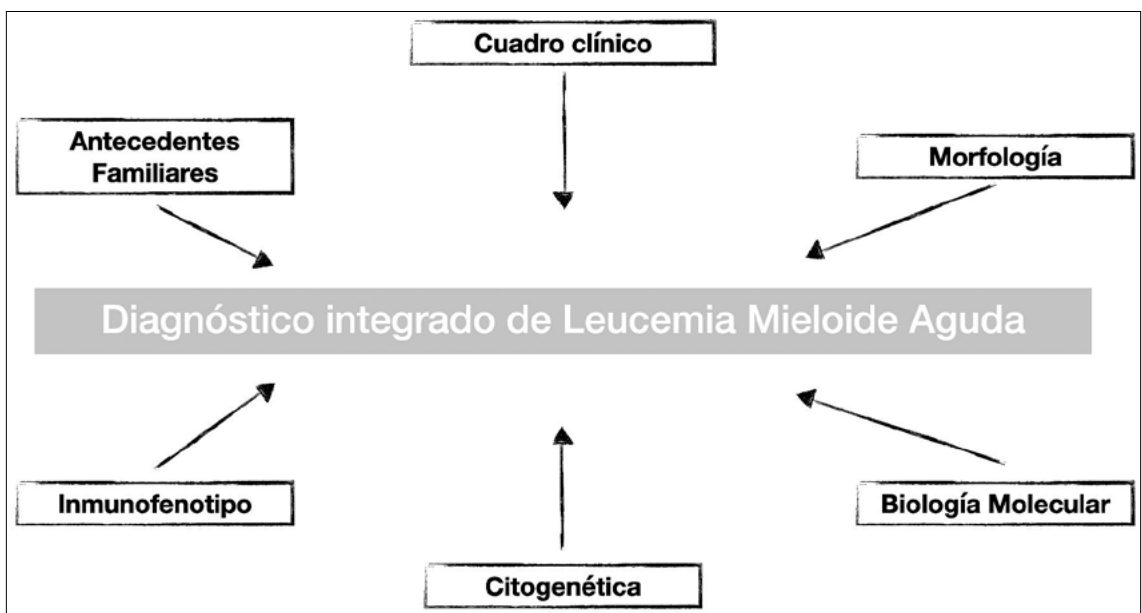 Cuadro clínico
Antecedentes
Familiares
Morfología
Diagnóstico integrado de Leucemia Mieloide Aguda
Inmunofenotipo
Biología Molecular
Citogenética